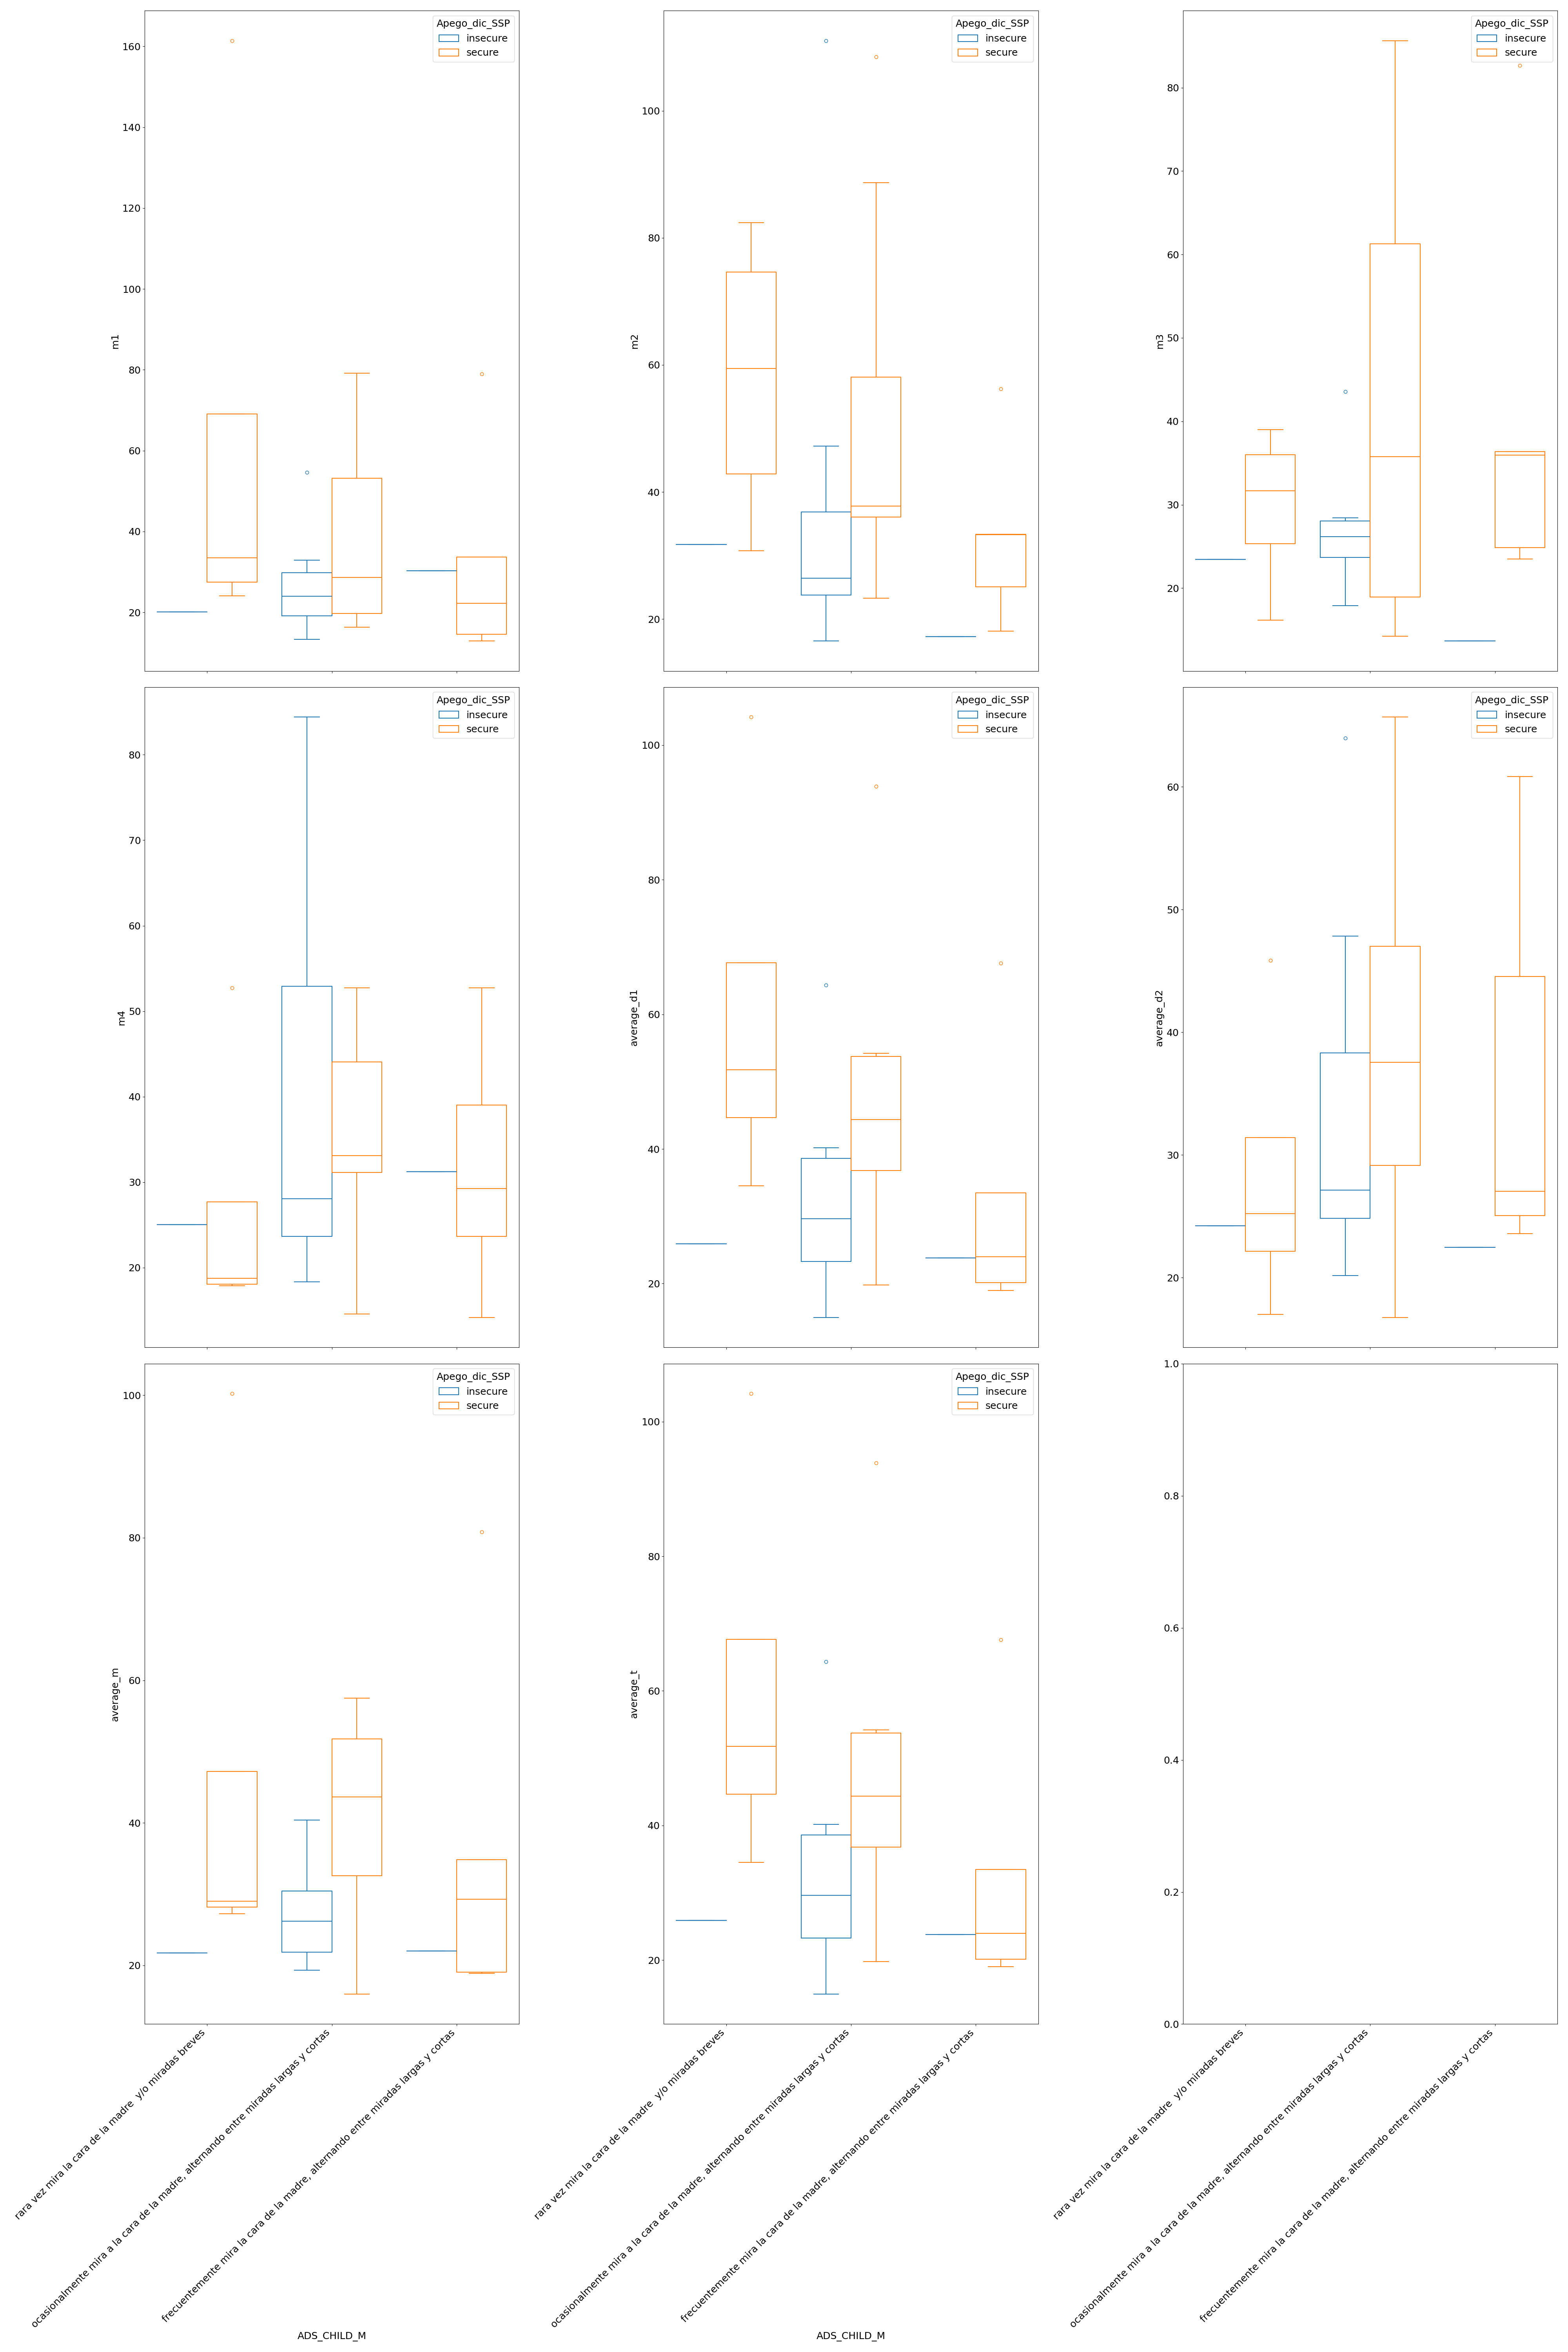 Apego_dic_SSP
insecure
secure
160
140
120
100
80
60
40
20
m1
Apego_dic_SSP
insecure
secure
100
80
60
40
20
m2
Apego_dic_SSP
insecure
secure
80
70
60
50
40
30
20
m3
Apego_dic_SSP
insecure
secure
80
70
60
50
40
30
20
m4
Apego_dic_SSP
insecure
secure
100
80
60
40
20
average_d1
Apego_dic_SSP
insecure
secure
60
50
40
30
20
average_d2
Apego_dic_SSP
insecure
secure
100
80
60
40
20
average_m
rara vez mira la cara de la madre  y/o miradas breves
ocasionalmente mira a la cara de la madre, alternando entre miradas largas y cortas
frecuentemente mira la cara de la madre, alternando entre miradas largas y cortas
ADS_CHILD_M
Apego_dic_SSP
insecure
secure
100
80
60
40
20
average_t
rara vez mira la cara de la madre  y/o miradas breves
ocasionalmente mira a la cara de la madre, alternando entre miradas largas y cortas
frecuentemente mira la cara de la madre, alternando entre miradas largas y cortas
ADS_CHILD_M
1.0
0.8
0.6
0.4
0.2
0.0
rara vez mira la cara de la madre  y/o miradas breves
ocasionalmente mira a la cara de la madre, alternando entre miradas largas y cortas
frecuentemente mira la cara de la madre, alternando entre miradas largas y cortas